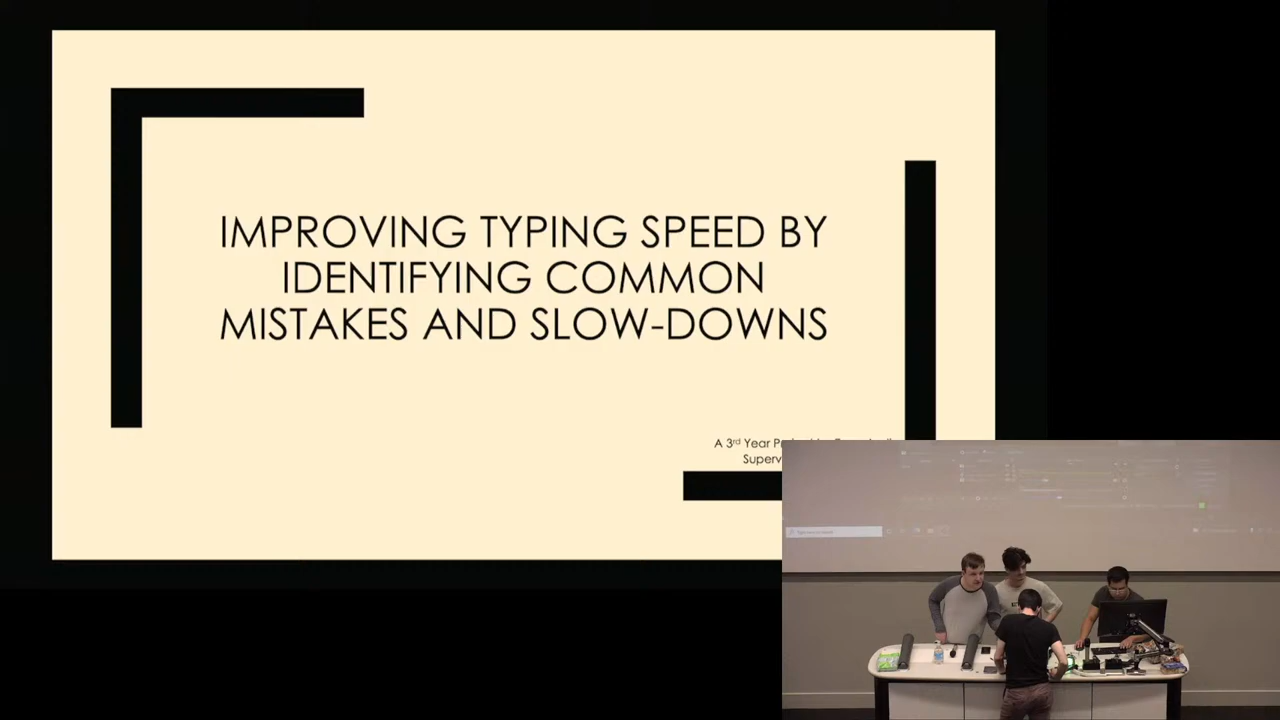 IMPROVING TYPING SPEED BY
IDENTIFYING COMMON
MISTAKES AND SLOW-DOWNS
A 3rd Year